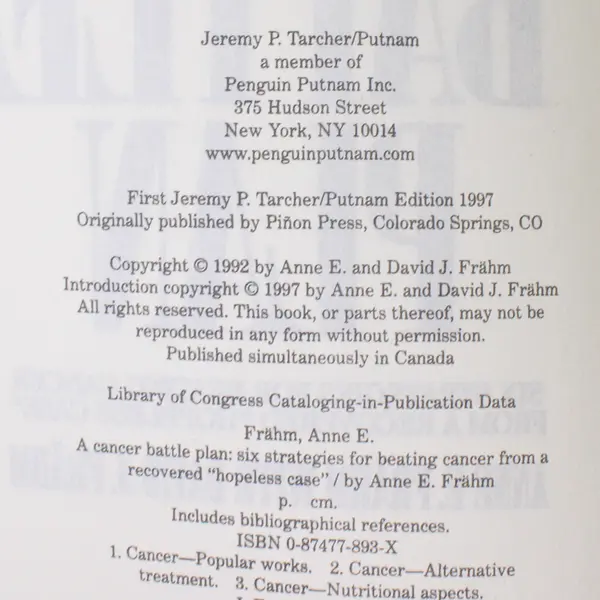 Jeremy P. Tarcher/Putnam
a member of
Penguin Putnam Inc.
375 Hudson Street
New York, NY 10014
www.penguinputnam.com
First Jeremy P. Tarcher/Putnam Edition 1997
Originally published by Piñon Press, Colorado Springs, CO
Copyright © 1992 by Anne E. and David J. Frähm
Introduction copyright © 1997 by Anne E. and David J. Frähm
All rights reserved. This book, or parts thereof, may not be
reproduced in any form without permission.
Published simultaneously in Canada
Library of Congress Cataloging-in-Publication Data
Frähm, Anne E.
A cancer battle plan: six strategies for beating cancer from a
recovered "hopeless case" / by Anne E. Frähm
p. cm.
Includes bibliographical references.
ISBN 0-87477-893-X
1. Cancer—Popular works. 2. Cancer—Alternative
treatment. 3. Cancer—Nutritional aspects.